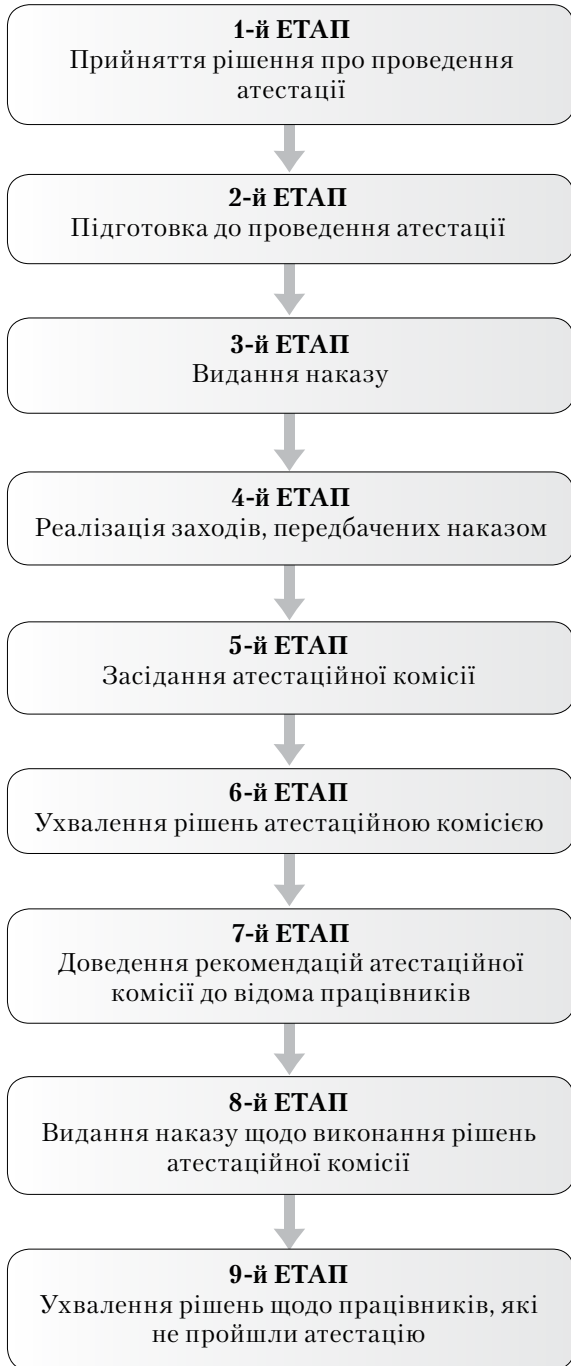 1-й ЕТАП
Прийняття рішення про проведення
атестації
2-й ЕТАП
Підготовка до проведення атестації
3-й ЕТАП
Видання наказу
4-й ЕТАП
Реалізація заходів, передбачених наказом
5-й ЕТАП
Засідання атестаційної комісії
6-й ЕТАП
Ухвалення рішень атестаційною комісією
7-й ЕТАП
Доведення рекомендацій атестаційної
комісії до відома працівників
8-й ЕТАП
Видання наказу щодо виконання рішень
атестаційної комісії
9-й ЕТАП
Ухвалення рішень щодо працівників, які
не пройшли атестацію